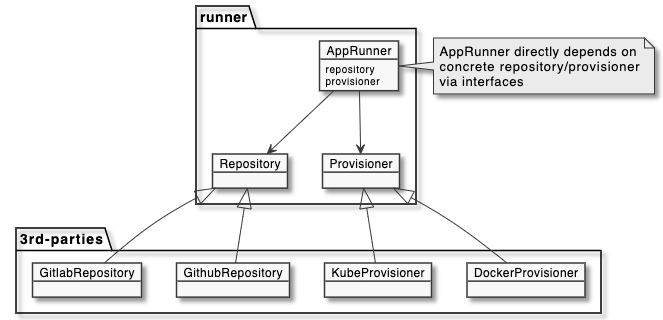 runner
AppRunner
repository
provisioner
AppRunner directly depends on
concrete repository/provisioner
via interfaces
Repository
Provisioner
3rd-parties
GitlabRepository
GithubRepository
KubeProvisioner
DockerProvisioner